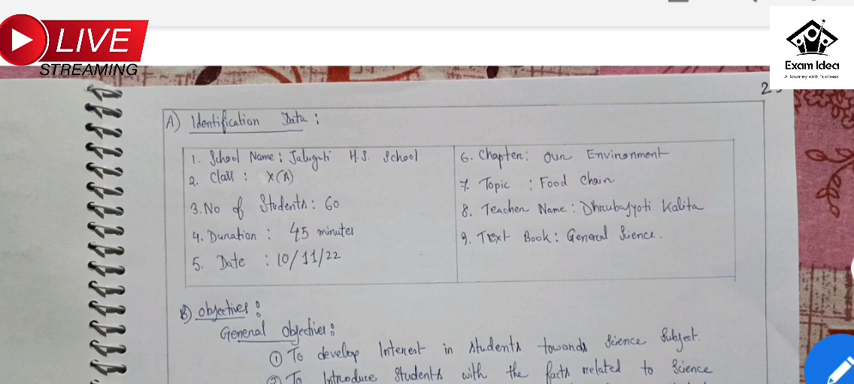 LIVE
STREAMING
Exam Idea
A) Identification Data :
1. School Name : Jalugati H.S. School
2. Class : X(A)
3. No of Students : 60
4. Duration : 45 minutes
5. Date : 10/11/22
6. Chapter : Our Environment
7. Topic : Food Chain
8. Teacher Name : Dhrubajyoti Kalita
9. Text Book : General Science.
B) Objectives :
General Objectives :
① To develop Interest in students towards Science Subject.
② To Introduce Students with the facts related to Science